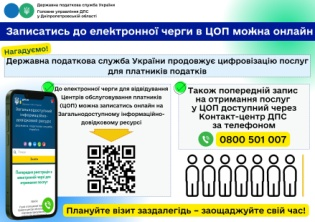 Державна податкова служба України
Головне управління ДПС
у Дніпропетровській області
Записатись до електронної черги в ЦОП можна онлайн
Нагадуємо!
Державна податкова служба України продовжує цифровізацію послуг
для платників податків
До електронної черги для відвідування
Центрів обслуговування платників
(ЦОП) можна записатись онлайн на
Загальнодоступному інформаційно-
довідковому ресурсі
Також попередній запис
на отримання послуг
у ЦОП доступний через
Контакт-центр ДПС
за телефоном
0800 501 007
Плануйте візит заздалегідь – заощаджуйте свій час!